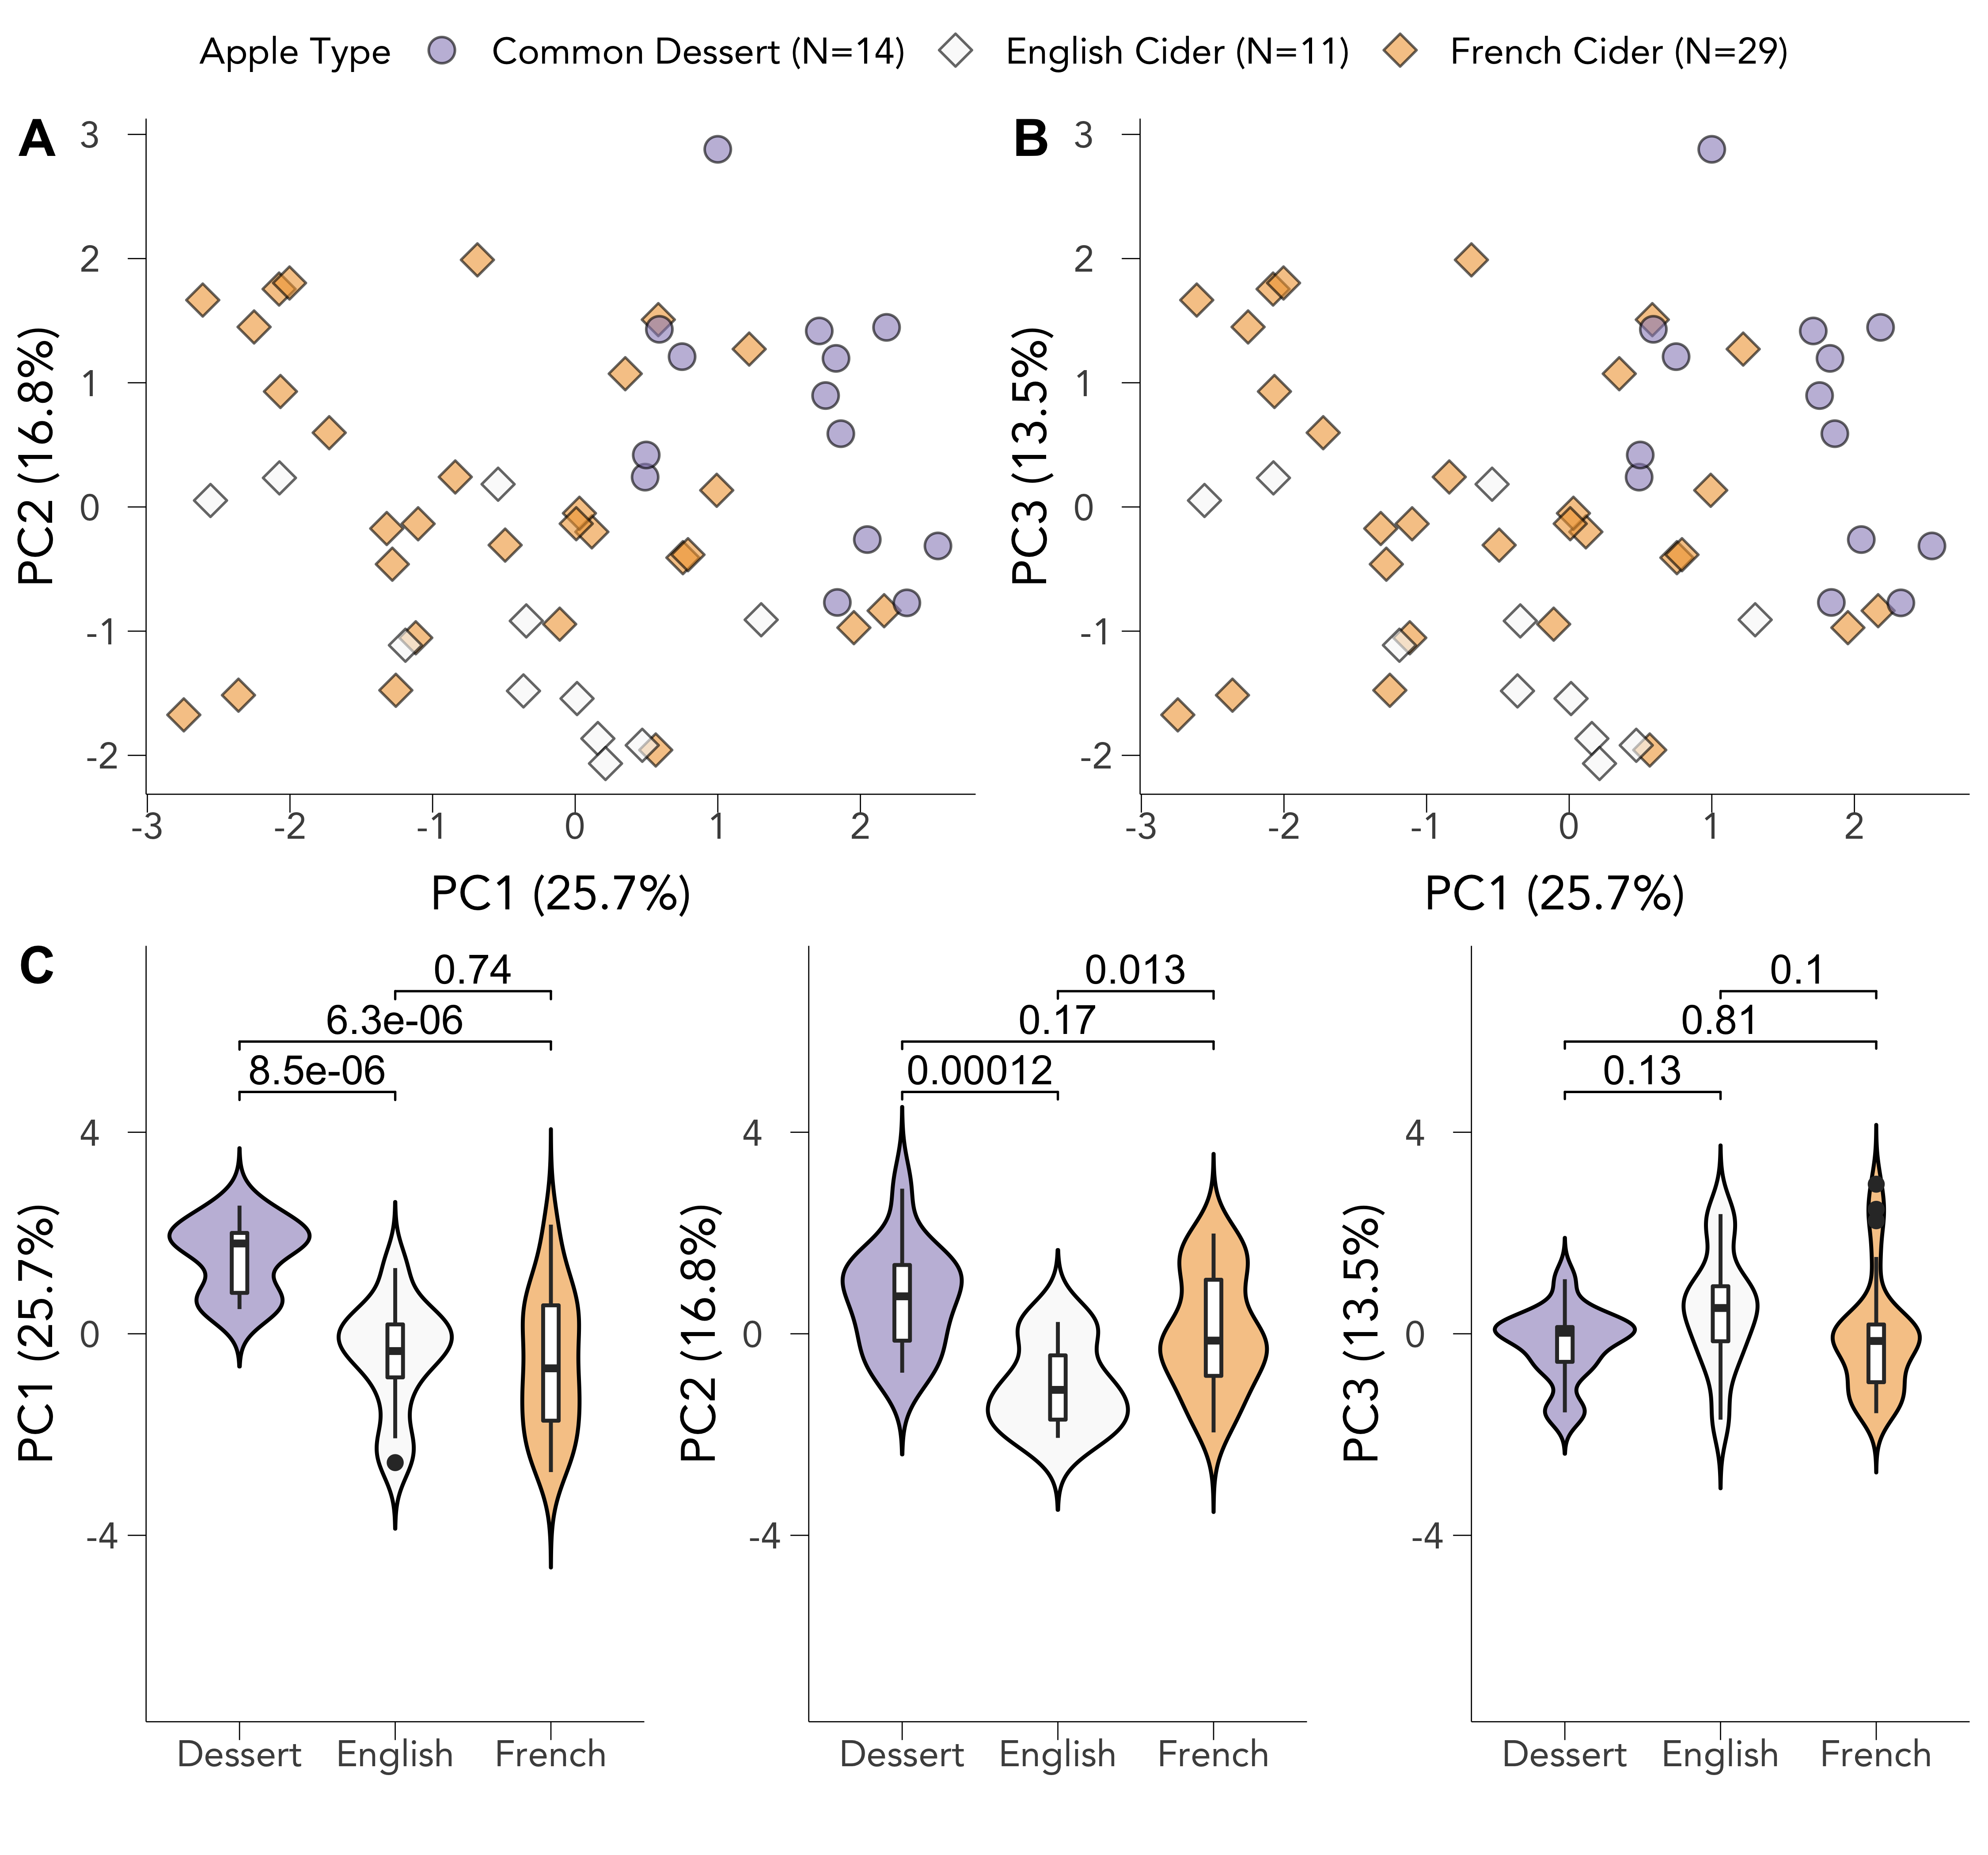 Apple Type Common Dessert (N=14) English Cider (N=11) French Cider (N=29)
A
3
2
1
0
-1
-2
PC2 (16.8%)
-3 -2 -1 0 1 2
PC1 (25.7%)
B
3
2
1
0
-1
-2
PC3 (13.5%)
-3 -2 -1 0 1 2
PC1 (25.7%)
C
0.74
6.3e-06
8.5e-06
4
0
-4
PC1 (25.7%)
Dessert English French
0.013
0.17
0.00012
4
0
-4
PC2 (16.8%)
Dessert English French
0.1
0.81
0.13
4
0
-4
PC3 (13.5%)
Dessert English French